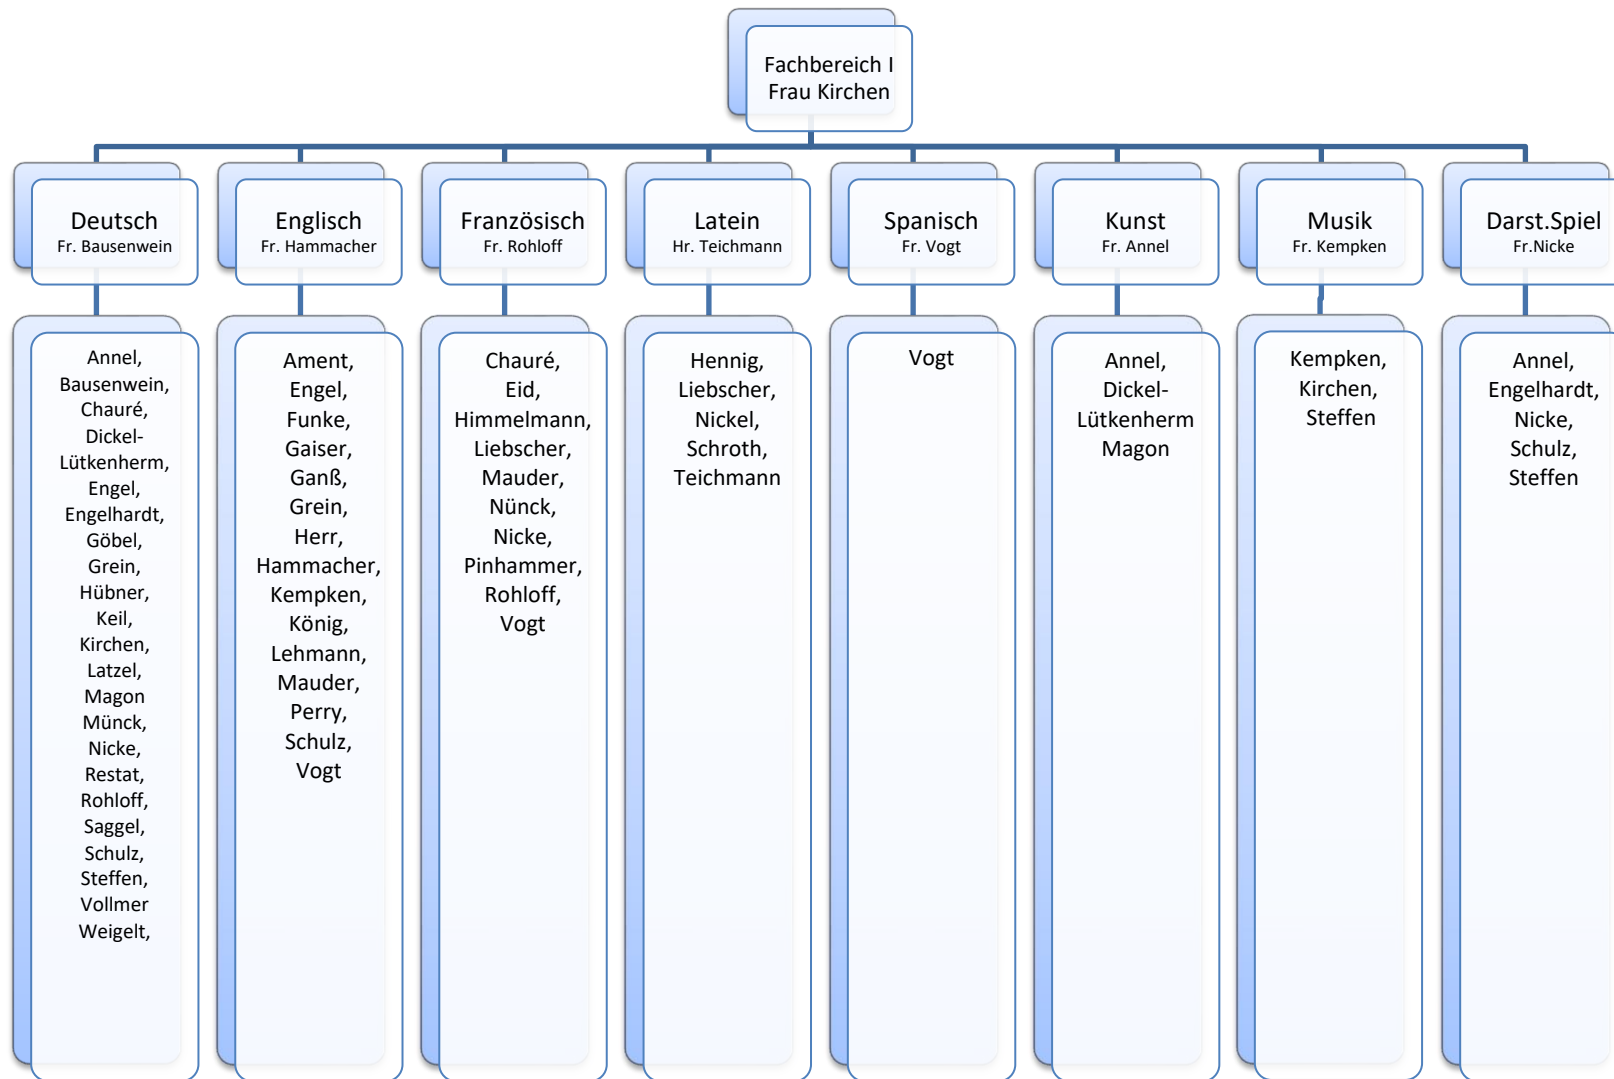 Fachbereich I
Frau Kirchen
Deutsch
Fr. Bausenwein
Englisch
Fr. Hammacher
Französisch
Fr. Rohloff
Latein
Hr. Teichmann
Spanisch
Fr. Vogt
Kunst
Fr. Annel
Musik
Fr. Kempken
Darst.Spiel
Fr.Nicke
Annel,
Bausenwein,
Chauré,
Dickel-
Lütkenherm,
Engel,
Engelhardt,
Göbel,
Grein,
Hübner,
Keil,
Kirchen,
Latzel,
Magon
Münck,
Nicke,
Restat,
Rohloff,
Saggel,
Schulz,
Steffen,
Vollmer
Weigelt,
Ament,
Engel,
Funke,
Gaiser,
Ganß,
Grein,
Herr,
Hammacher,
Kempken,
König,
Lehmann,
Mauder,
Perry,
Schulz,
Vogt
Chauré,
Eid,
Himmelmann,
Liebscher,
Mauder,
Nünck,
Nicke,
Pinhammer,
Rohloff,
Vogt
Hennig,
Liebscher,
Nickel,
Schroth,
Teichmann
Vogt
Annel,
Dickel-
Lütkenherm
Magon
Kempken,
Kirchen,
Steffen
Annel,
Engelhardt,
Nicke,
Schulz,
Steffen